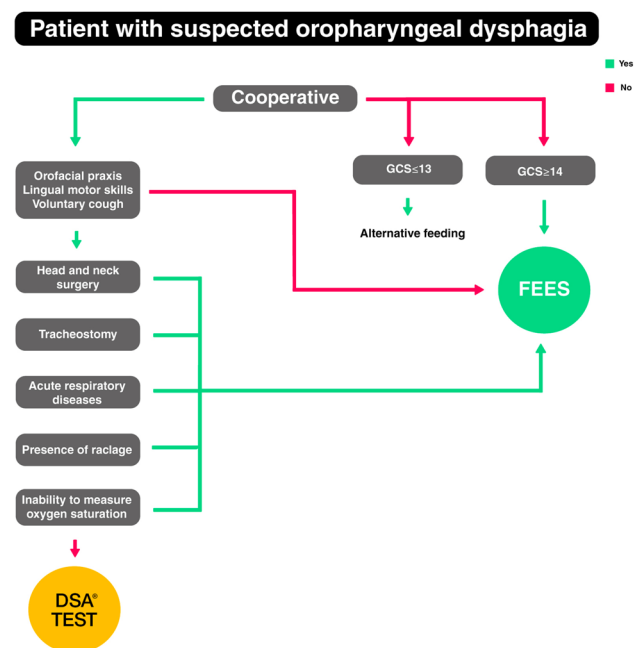 Patient with suspected oropharyngeal dysphagia
Yes
No
Cooperative
Orofacial praxis
Lingual motor skills
Voluntary cough
GCS≤13
GCS≥14
Alternative feeding
Head and neck
surgery
FEES
Tracheostomy
Acute respiratory
diseases
Presence of raclage
Inability to measure
oxygen saturation
DSA®
TEST